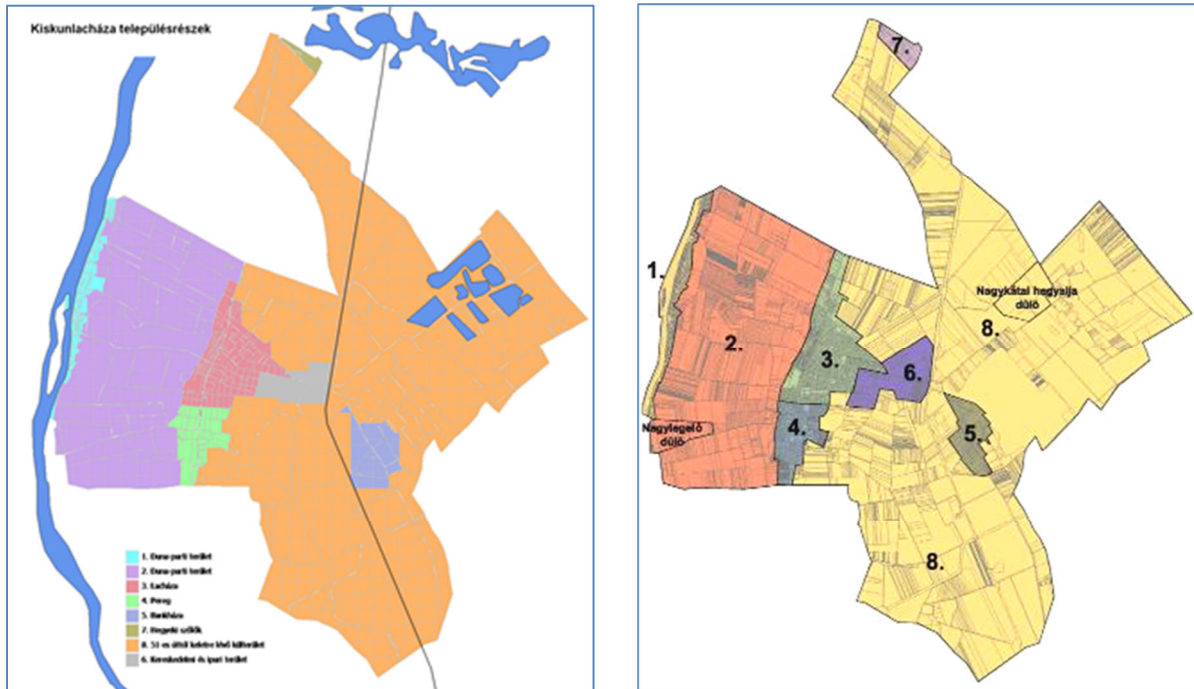 Kiskunlacháza településrészek
1. Duna-parti terület
2. Duna-parti terület
3. Lacháza
4. Pereg
5. Bankháza
7. Hegyeki szőlők
8. 51-es úttól keletre lévő külterület
6. Kereskedelmi és ipari terület
7.
1.
Nagykátai hegyalja
dűlő
8.
2.
3.
6.
Nagylegelő
dűlő
4.
5.
8.